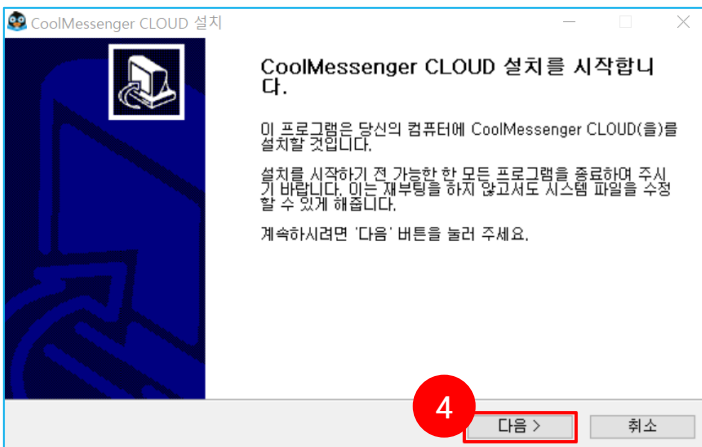 CoolMessenger CLOUD 설치
CoolMessenger CLOUD 설치를 시작합니
다.
이 프로그램은 당신의 컴퓨터에 CoolMessenger CLOUD(을)를
설치할 것입니다.
설치를 시작하기 전 가능한 한 모든 프로그램을 종료하여 주시
기 바랍니다. 이는 재부팅을 하지 않고서도 시스템 파일을 수정
할 수 있게 해줍니다.
계속하시려면 '다음' 버튼을 눌러 주세요.
4
다음 >
취소